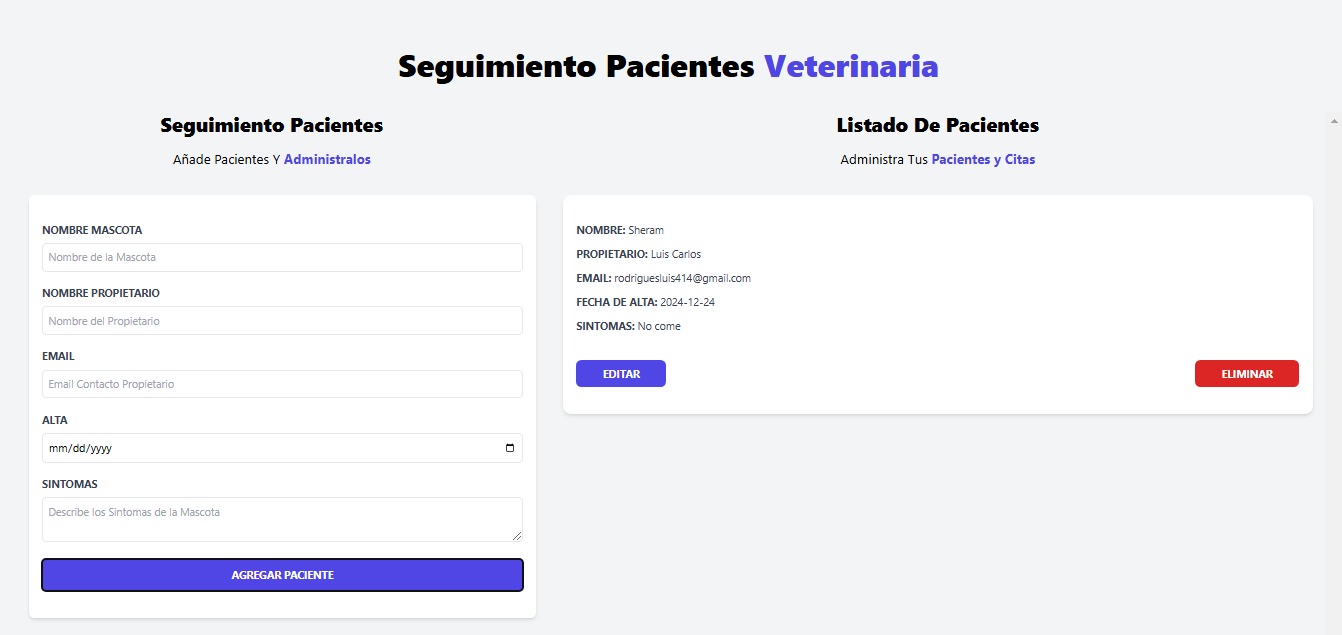 Seguimiento Pacientes Veterinaria
Seguimiento Pacientes
Añade Pacientes Y Administralos
NOMBRE MASCOTA
Nombre de la Mascota
NOMBRE PROPIETARIO
Nombre del Propietario
EMAIL
Email Contacto Propietario
ALTA
mm/dd/yyyy
SINTOMAS
Describe los Sintomas de la Mascota
AGREGAR PACIENTE
Listado De Pacientes
Administra Tus Pacientes y Citas
NOMBRE: Sheram
PROPIETARIO: Luis Carlos
EMAIL: rodriguesluis414@gmail.com
FECHA DE ALTA: 2024-12-24
SINTOMAS: No come
EDITAR
ELIMINAR